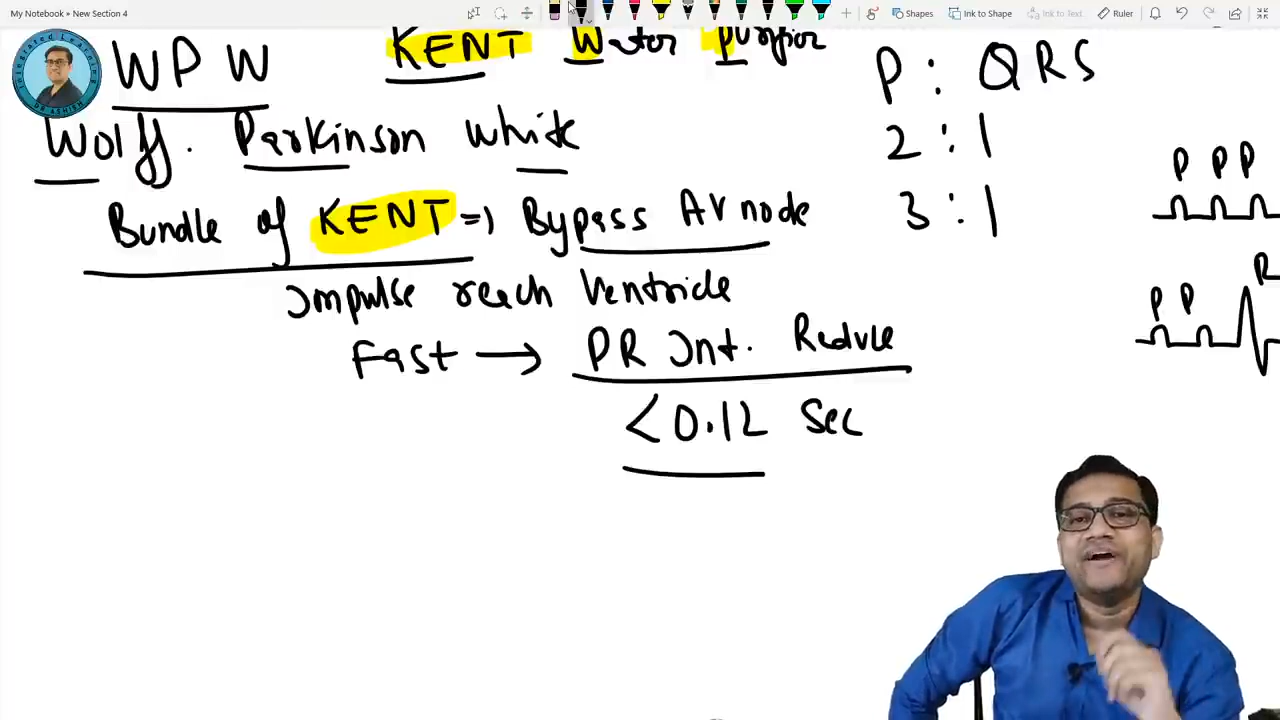 My Notebook » New Section 4
Shapes
Ink to Shape
Ink to Text
Ruler
DR ASHISH
KENT Water Purifier
WPW
Wolff. Parkinson White
Bundle of KENT => Bypass AV node
Impulse reach Ventricle
Fast → PR Int. Reduce
<0.12 Sec
P : QRS
2 : 1
3 : 1
P P P
P P R